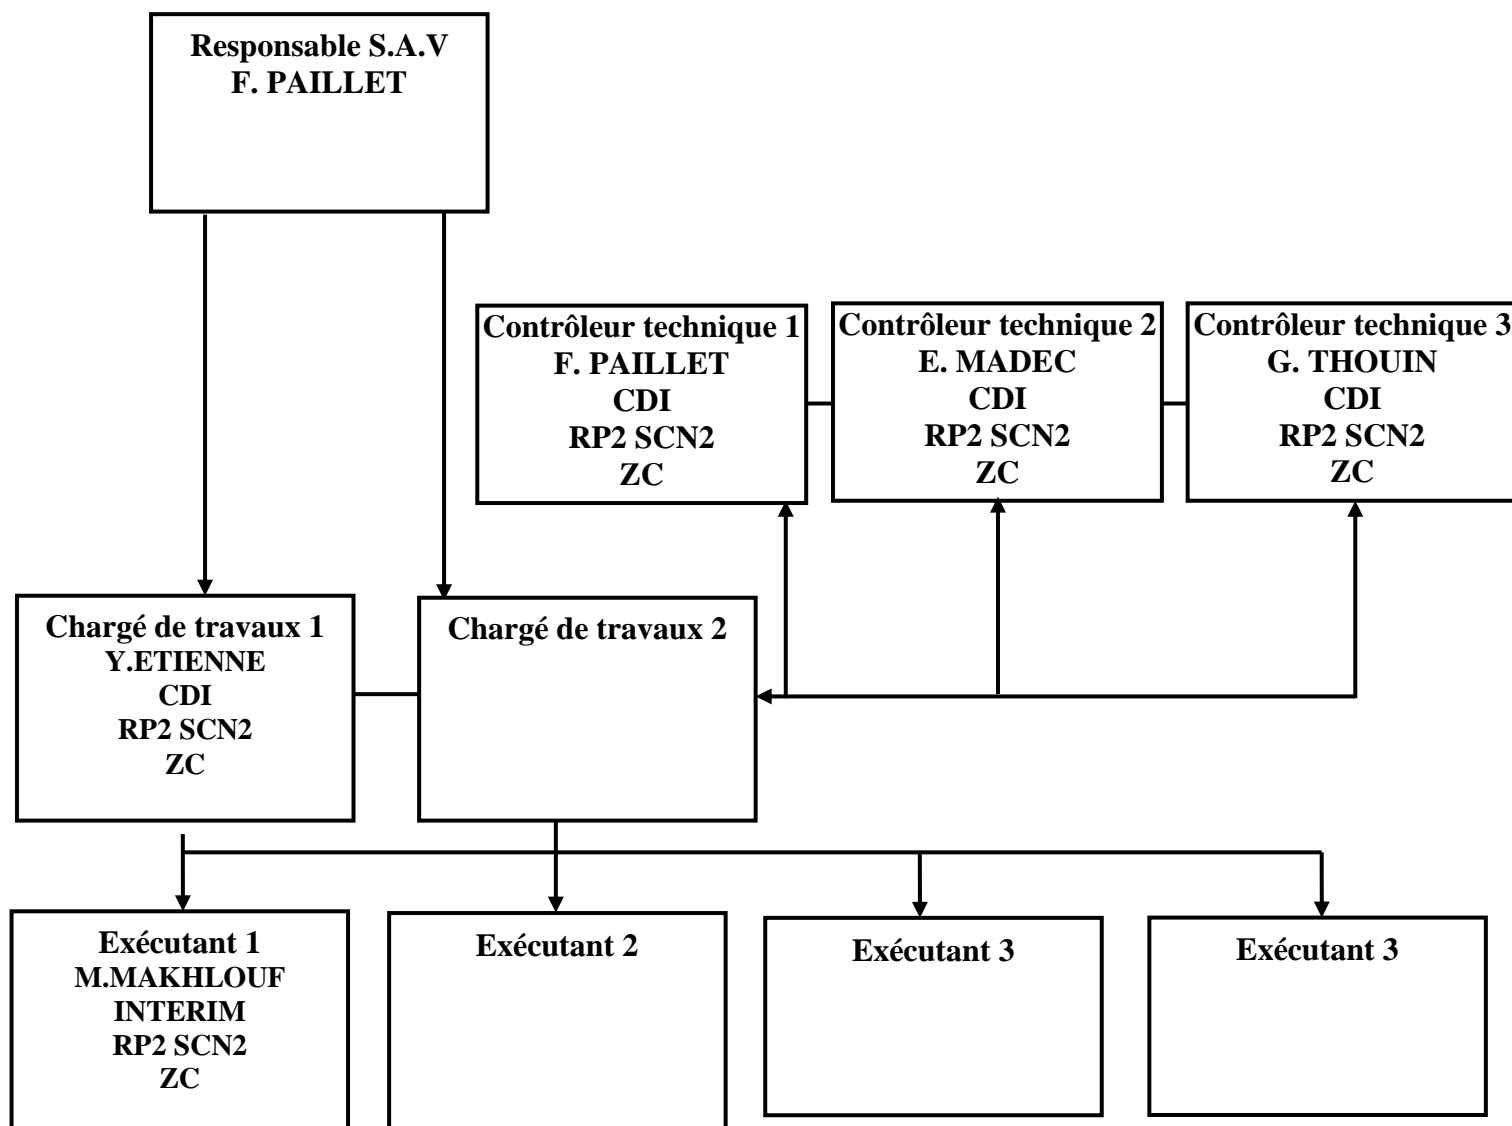 Responsable S.A.V
F. PAILLET
Contrôleur technique 1
F. PAILLET
CDI
RP2 SCN2
ZC
Contrôleur technique 2
E. MADEC
CDI
RP2 SCN2
ZC
Contrôleur technique 3
G. THOUIN
CDI
RP2 SCN2
ZC
Chargé de travaux 1
Y.ETIENNE
CDI
RP2 SCN2
ZC
Chargé de travaux 2
Exécutant 1
M.MAKHLOUF
INTERIM
RP2 SCN2
ZC
Exécutant 2
Exécutant 3
Exécutant 3